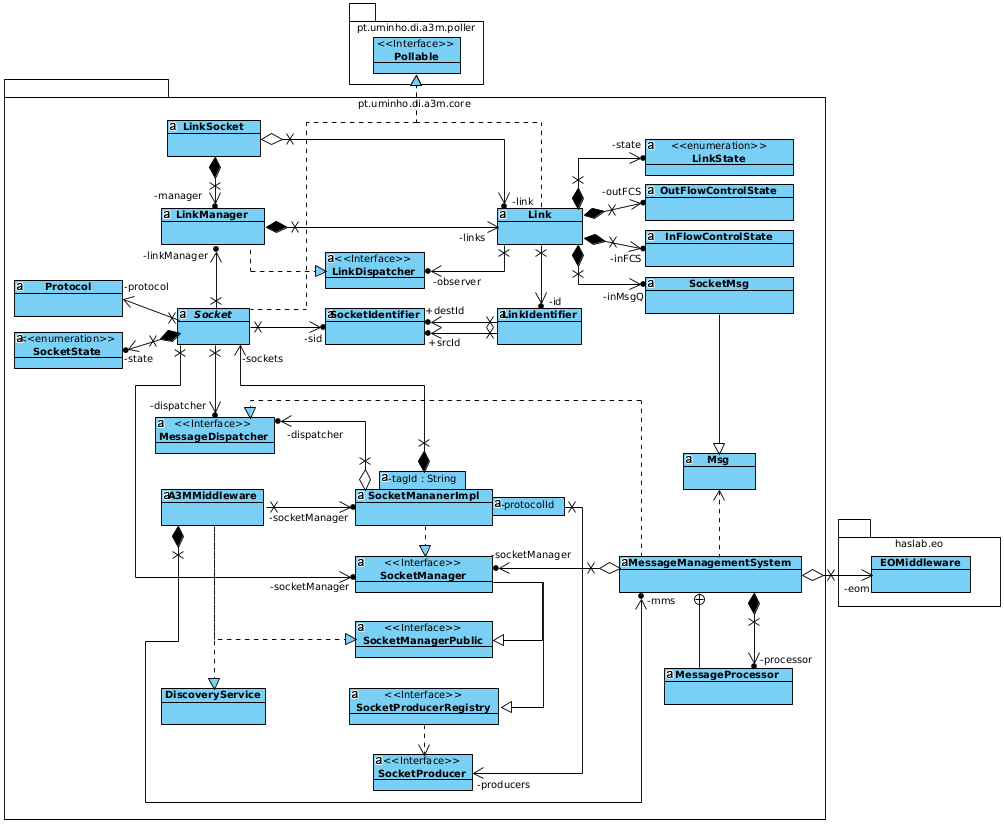 pt.uminho.di.a3m.poller
<<Interface>>
Pollable
pt.uminho.di.a3m.core
a LinkSocket
-manager
a LinkManager
-linkManager
-link
a Link
-links
-state
a <<enumeration>>
LinkState
-outFCS
a OutFlowControlState
a InFlowControlState
-inFCS
a SocketMsg
-inMsgQ
a <<Interface>>
LinkDispatcher
-observer
-id
a Protocol
-protocol
a Socket
a SocketIdentifier
-sid
+destId
+srcId
a LinkIdentifier
a <<enumeration>>
SocketState
-state
-sockets
-dispatcher
a <<Interface>>
MessageDispatcher
-dispatcher
a Msg
a -tagId : String
a A3MMiddleware
-socketManager
a SocketMananerImpl
a -protocolId
a <<Interface>>
SocketManager
-socketManager
-socketManager
a MessageManagementSystem
-mms
haslab.eo
EOMiddleware
-eom
a <<Interface>>
SocketManagerPublic
-processor
a MessageProcessor
DiscoveryService
a <<Interface>>
SocketProducerRegistry
a <<Interface>>
SocketProducer
-producers